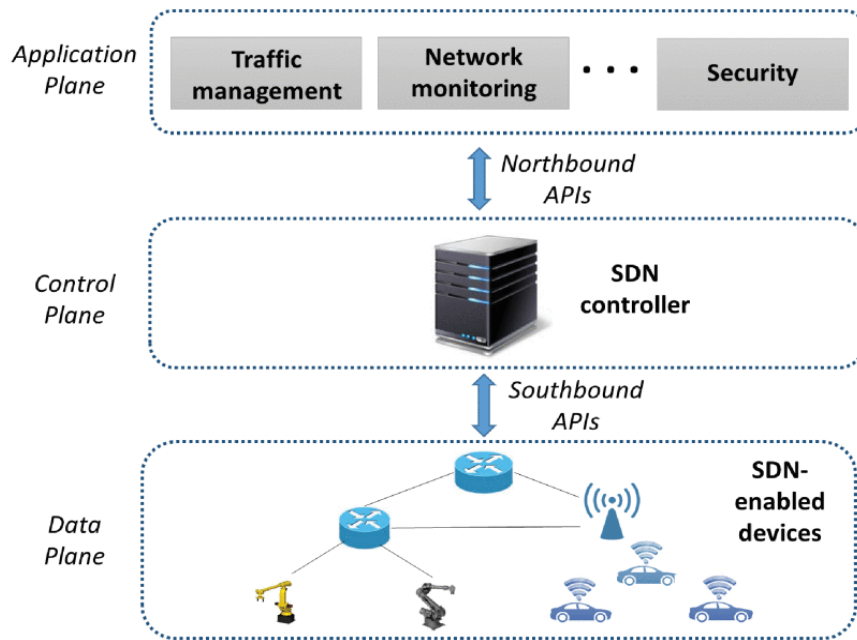 Application
Plane
Traffic
management
Network
monitoring
• • •
Security
Northbound
APIs
Control
Plane
SDN
controller
Southbound
APIs
Data
Plane
SDN-
enabled
devices